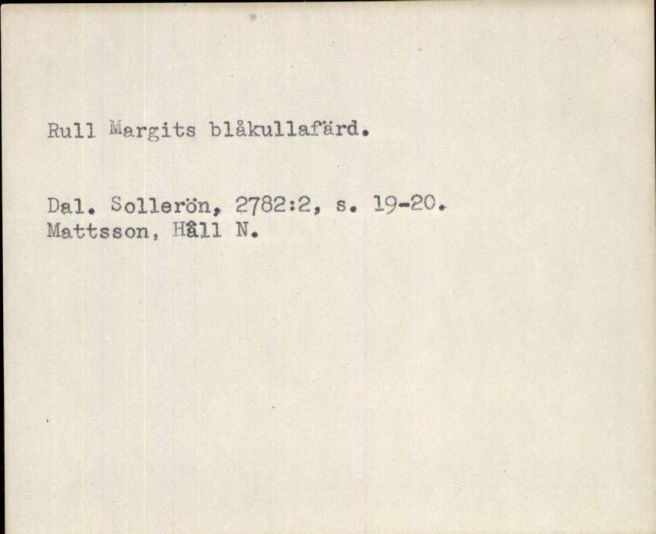 Rull Margits blåkullafärd.
Dal. Sollerön, 2782:2, s. 19-20.
Mattsson, Håll N.